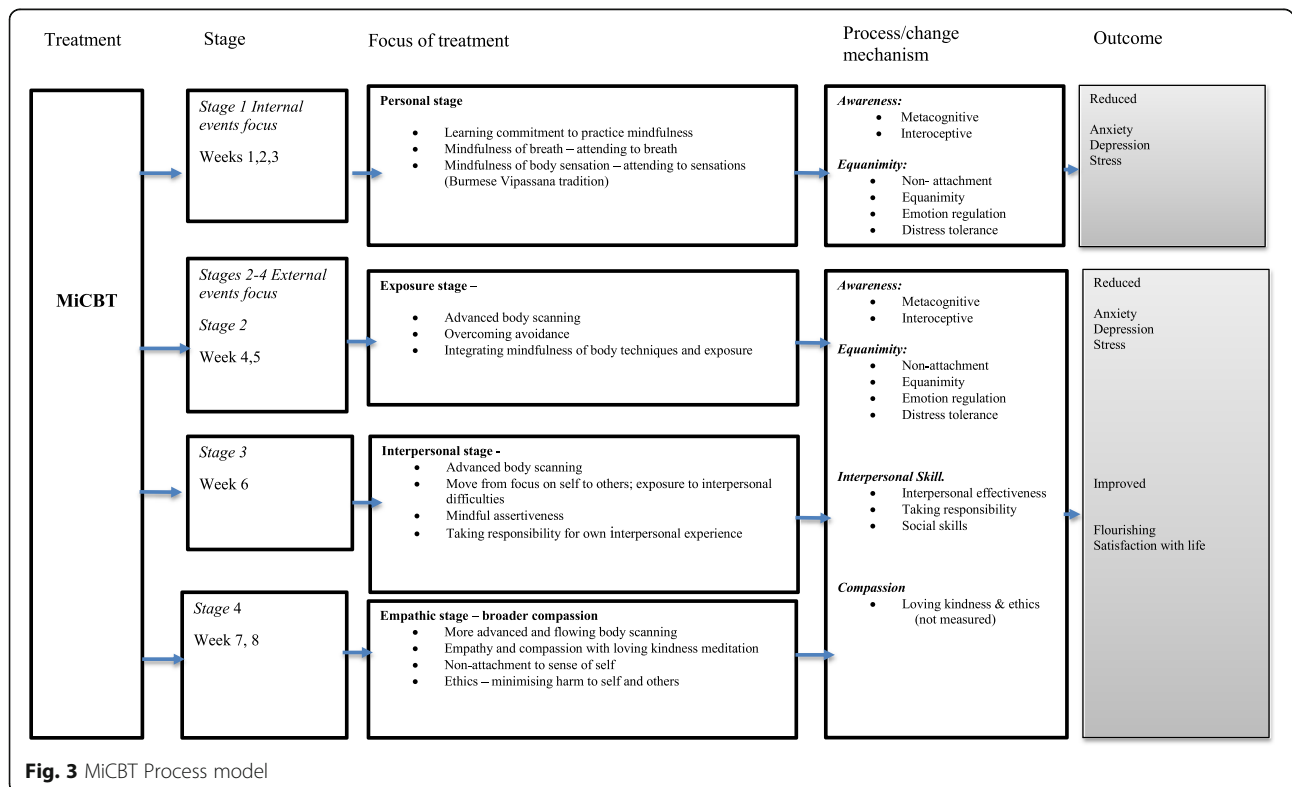 Treatment
Stage
Focus of treatment
Process/change
mechanism
Outcome
MiCBT
Stage 1 Internal
events focus
Weeks 1,2,3
Personal stage
• Learning commitment to practice mindfulness
• Mindfulness of breath – attending to breath
• Mindfulness of body sensation – attending to sensations
(Burmese Vipassana tradition)
Awareness:
• Metacognitive
• Interoceptive
Equanimity:
• Non- attachment
• Equanimity
• Emotion regulation
• Distress tolerance
Reduced
Anxiety
Depression
Stress
Stages 2-4 External
events focus
Stage 2
Week 4,5
Exposure stage –
• Advanced body scanning
• Overcoming avoidance
• Integrating mindfulness of body techniques and exposure
Stage 3
Week 6
Interpersonal stage -
• Advanced body scanning
• Move from focus on self to others; exposure to interpersonal
difficulties
• Mindful assertiveness
• Taking responsibility for own interpersonal experience
Stage 4
Week 7, 8
Empathic stage – broader compassion
• More advanced and flowing body scanning
• Empathy and compassion with loving kindness meditation
• Non-attachment to sense of self
• Ethics – minimising harm to self and others
Awareness:
• Metacognitive
• Interoceptive
Equanimity:
• Non-attachment
• Equanimity
• Emotion regulation
• Distress tolerance
Interpersonal Skill.
• Interpersonal effectiveness
• Taking responsibility
• Social skills
Compassion
• Loving kindness & ethics
(not measured)
Reduced
Anxiety
Depression
Stress
Improved
Flourishing
Satisfaction with life
Fig. 3 MiCBT Process model